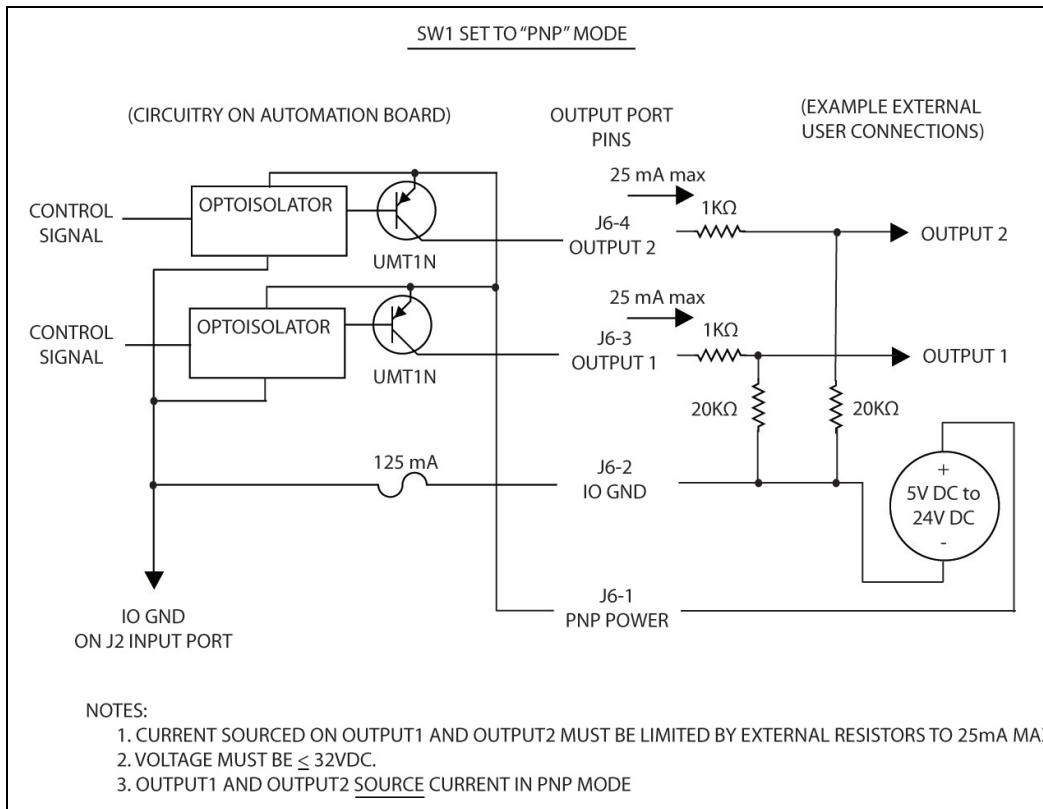 SW1 SET TO “PNP” MODE
(CIRCUITRY ON AUTOMATION BOARD)
OUTPUT PORT
PINS
(EXAMPLE EXTERNAL
USER CONNECTIONS)
25 mA max
1KΩ
CONTROL
SIGNAL
OPTOISOLATOR
UMT1N
J6-4
OUTPUT 2
OUTPUT 2
25 mA max
1KΩ
CONTROL
SIGNAL
OPTOISOLATOR
UMT1N
J6-3
OUTPUT 1
OUTPUT 1
20KΩ
20KΩ
125 mA
J6-2
IO GND
+
5V DC to
24V DC
-
J6-1
PNP POWER
IO GND
ON J2 INPUT PORT
NOTES:
1. CURRENT SOURCED ON OUTPUT1 AND OUTPUT2 MUST BE LIMITED BY EXTERNAL RESISTORS TO 25mA MAX
2. VOLTAGE MUST BE ≤ 32VDC.
3. OUTPUT1 AND OUTPUT2 SOURCE CURRENT IN PNP MODE